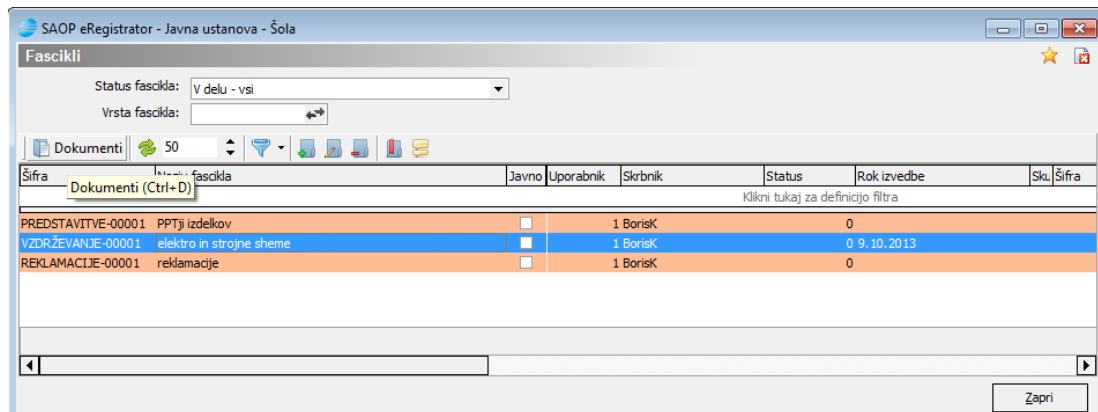 SAOP eRegistrator - Javna ustanova - Šola
Fascikli
Status fascikla: V delu - vsi
Vrsta fascikla:
Dokumenti 50
Šifra fascikla Javno Uporabnik Skrbnik Status Rok izvedbe Šifra
Dokumenti (Ctrl+D)
Klikni tukaj za definicijo filtra
PREDSTAVITVE-00001 PPTji izdelkov 1 BorisK 0
VZDRŽEVANJE-00001 elektro in strojne sheme 1 BorisK 0 9.10.2013
REKLAMACIJE-00001 reklamacije 1 BorisK 0
Zapri